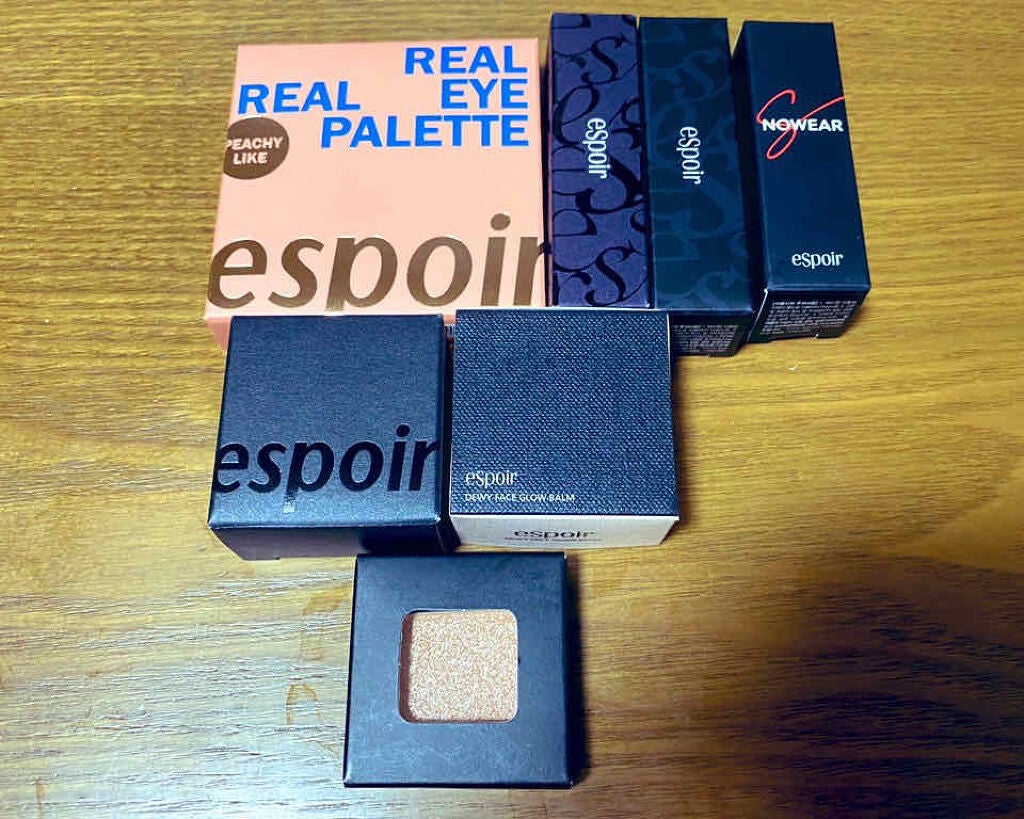 REAL
REAL EYE
PALETTE
PEACHY
LIKE
espoir
espoir
espoir
NOWEAR
espoir
espoir
espoir
DEWY FACE GLOW BALM
espoir